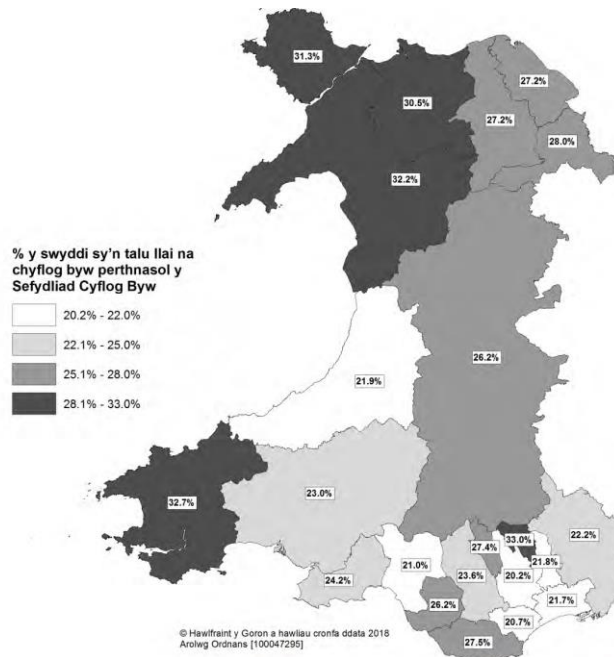 31.3%
30.5%
27.2%
27.2%
28.0%
32.2%
% y swyddi sy'n talu llai na
chyflog byw perthnasol y
Sefydliad Cyflog Byw
20.2% - 22.0%
22.1% - 25.0%
25.1% - 28.0%
28.1% - 33.0%
26.2%
21.9%
32.7%
23.0%
22.2%
33.0%
27.4%
21.8%
21.0%
23.6%
20.2%
24.2%
21.7%
26.2%
20.7%
27.5%
© Hawlfraint y Goron a hawliau cronfa ddata 2018
Arolwg Ordnans [100047295]